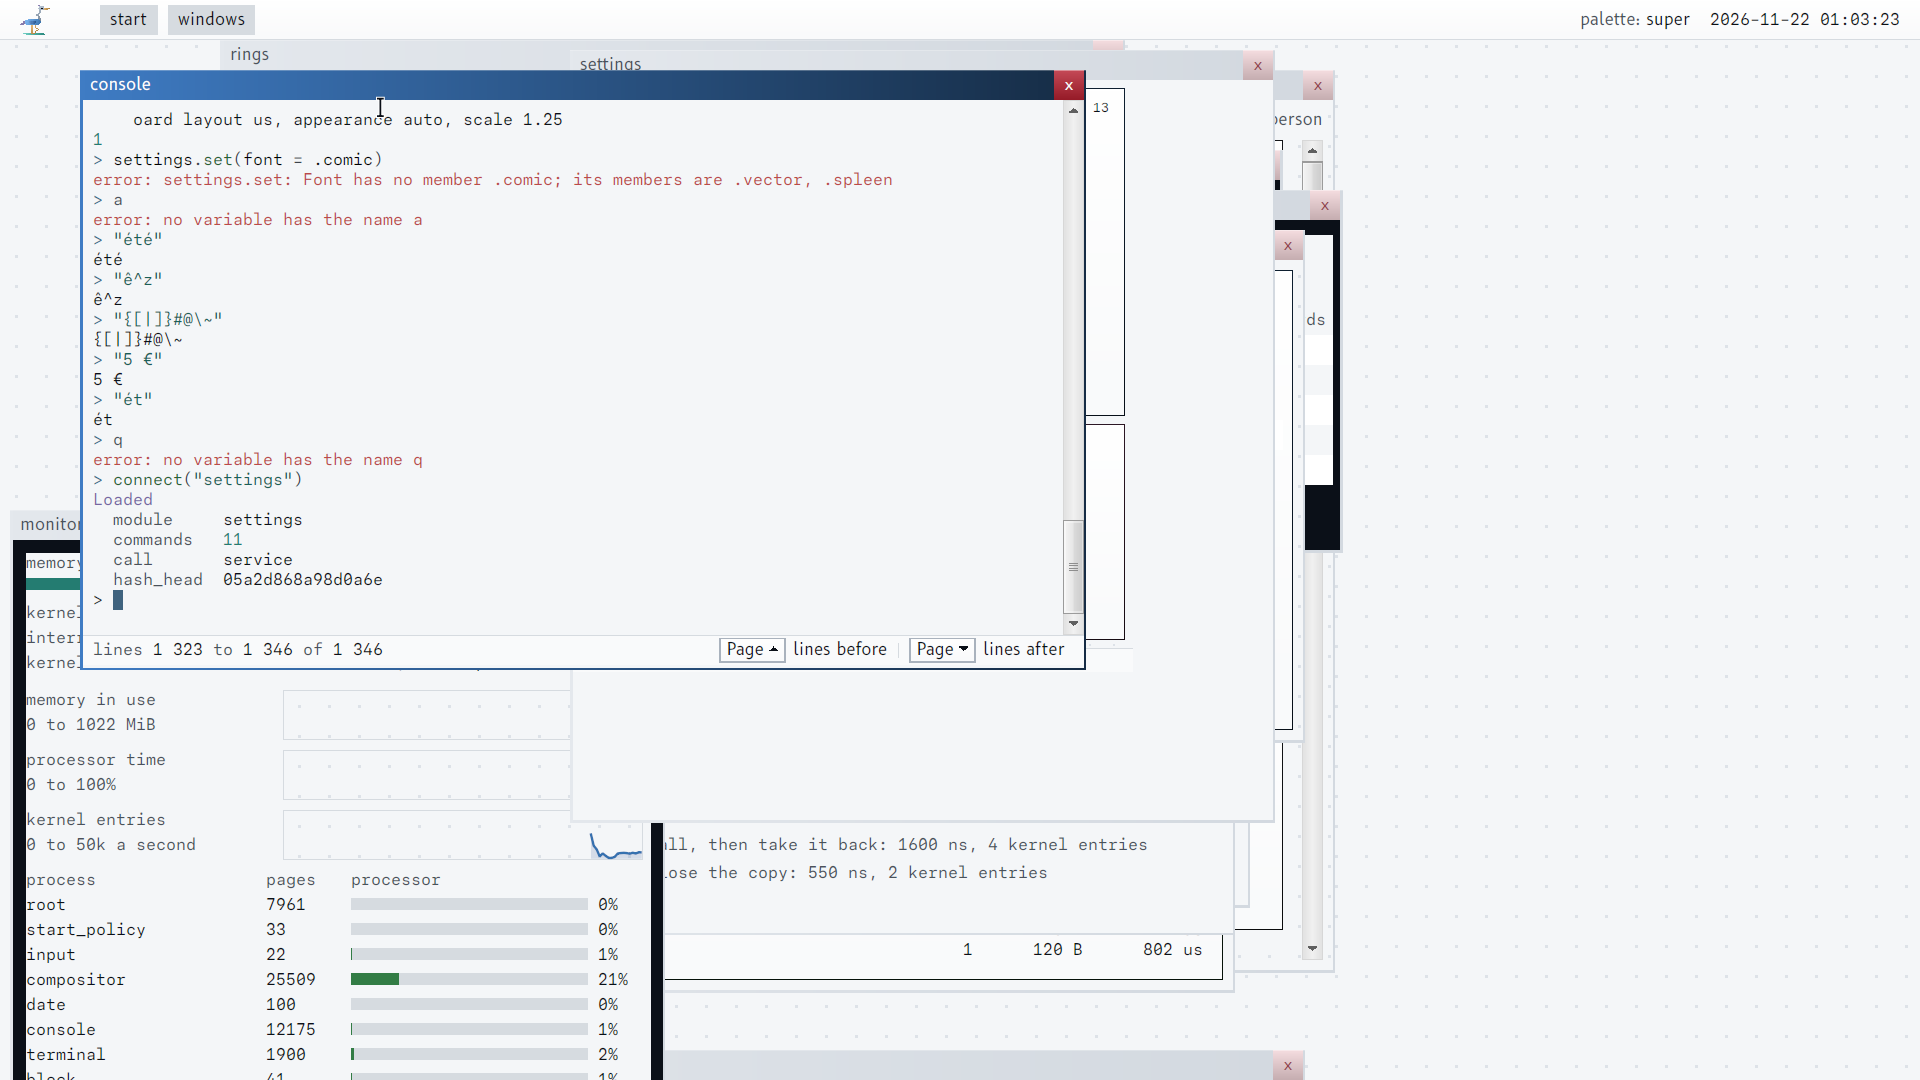 start windows palette: super 2026-11-22 01:03:23
rings
settings x
console x
x
oard layout us, appearance auto, scale 1.25
1
> settings.set(font = .comic)
error: settings.set: Font has no member .comic; its members are .vector, .spleen
> a
error: no variable has the name a
> "été"
été
> "ê^z"
ê^z
> "{[|]}#@\~"
{[|]}#@\~
> "5 €"
5 €
> "ét"
ét
> q
error: no variable has the name q
> connect("settings")
Loaded
module settings
commands 11
call service
hash_head 05a2d868a98d0a6e
>
lines 1 323 to 1 346 of 1 346 Page lines before Page lines after
13
erson
x
x
ds
monitor
memory
kernel
inter
kernel
memory in use
0 to 1022 MiB
processor time
0 to 100%
kernel entries
0 to 50k a second
process pages processor
root 7961 0%
start_policy 33 0%
input 22 1%
compositor 25509 21%
date 100 0%
console 12175 1%
terminal 1900 2%
block 41 1%
all, then take it back: 1600 ns, 4 kernel entries
lose the copy: 550 ns, 2 kernel entries
1 120 B 802 us
x